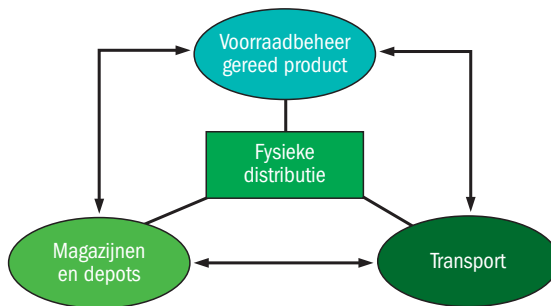 Voorraadbeheer
gereed product
Fysieke
distributie
Magazijnen
en depots
Transport